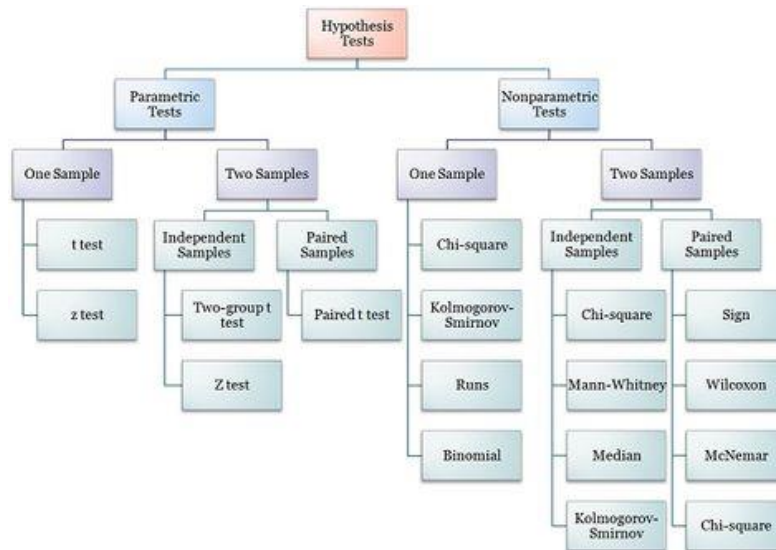 Hypothesis
Tests
Parametric
Tests
Nonparametric
Tests
One Sample
Two Samples
One Sample
Two Samples
t test
z test
Independent
Samples
Two-group t
test
Z test
Paired
Samples
Paired t test
Chi-square
Kolmogorov-
Smirnov
Runs
Binomial
Independent
Samples
Chi-square
Mann-Whitney
Median
Kolmogorov-
Smirnov
Paired
Samples
Sign
Wilcoxon
McNemar
Chi-square